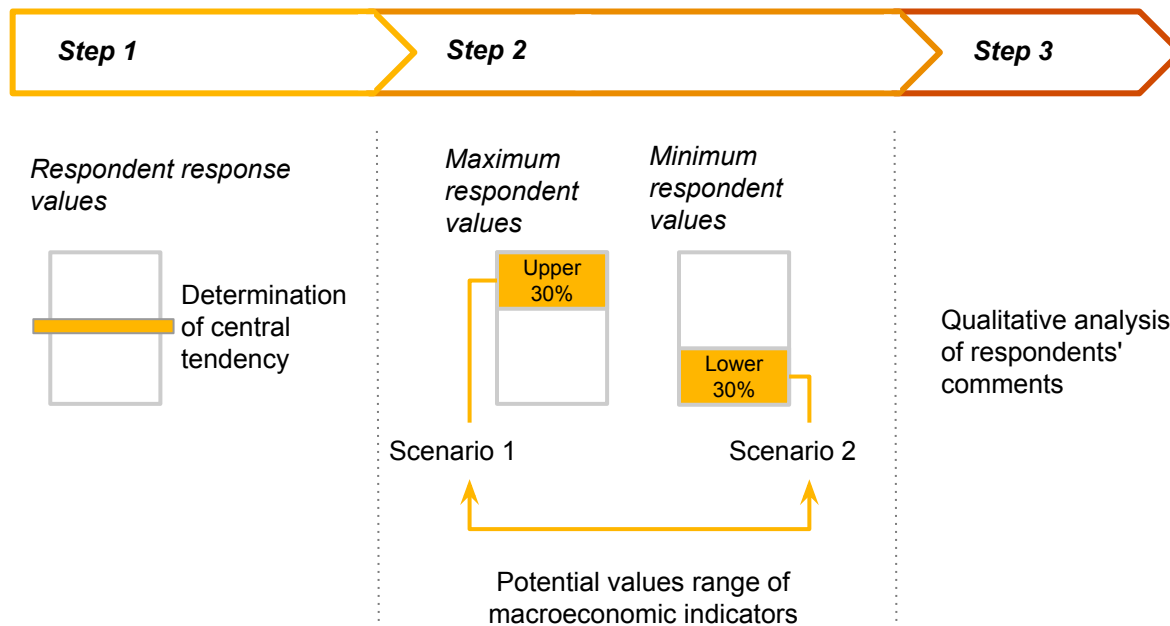 Step 1
Step 2
Step 3
Respondent response
values
Determination
of central
tendency
Maximum
respondent
values
Minimum
respondent
values
Upper
30%
Lower
30%
Scenario 1
Scenario 2
Potential values range of
macroeconomic indicators
Qualitative analysis
of respondents'
comments